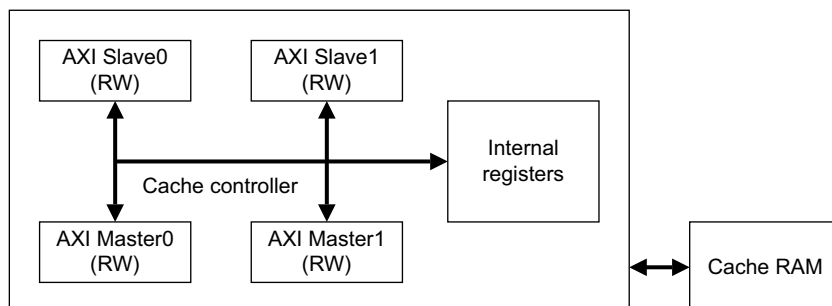 AXI Slave0
(RW)
AXI Slave1
(RW)
Internal
registers
Cache controller
AXI Master0
(RW)
AXI Master1
(RW)
Cache RAM